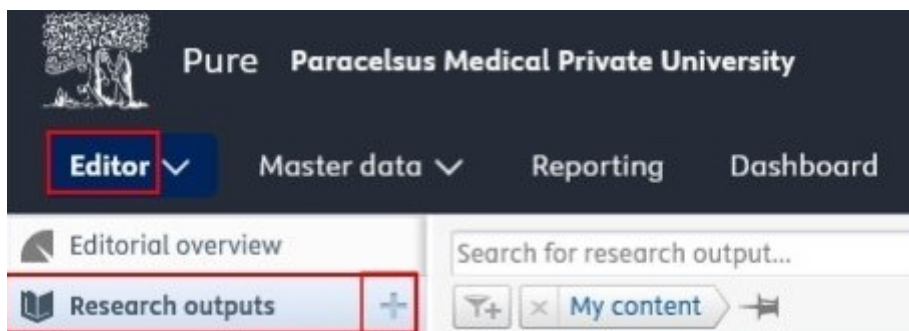 Pure Paracelsus Medical Private University
Editor Master data Reporting Dashboard
Editorial overview
Search for research output...
Research outputs
My content